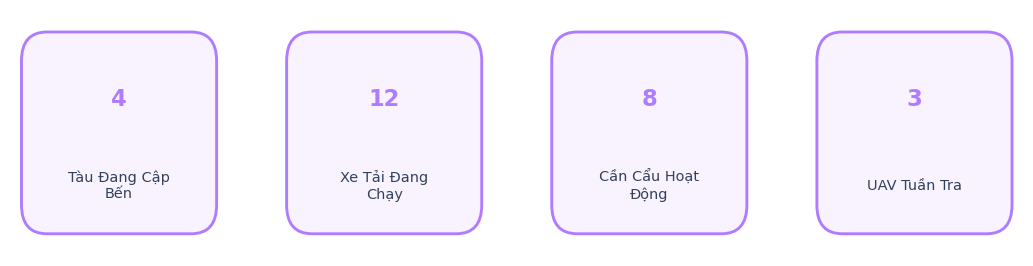 4
Tàu Đang Cập
Bến
12
Xe Tải Đang
Chạy
8
Cần Cẩu Hoạt
Động
3
UAV Tuần Tra